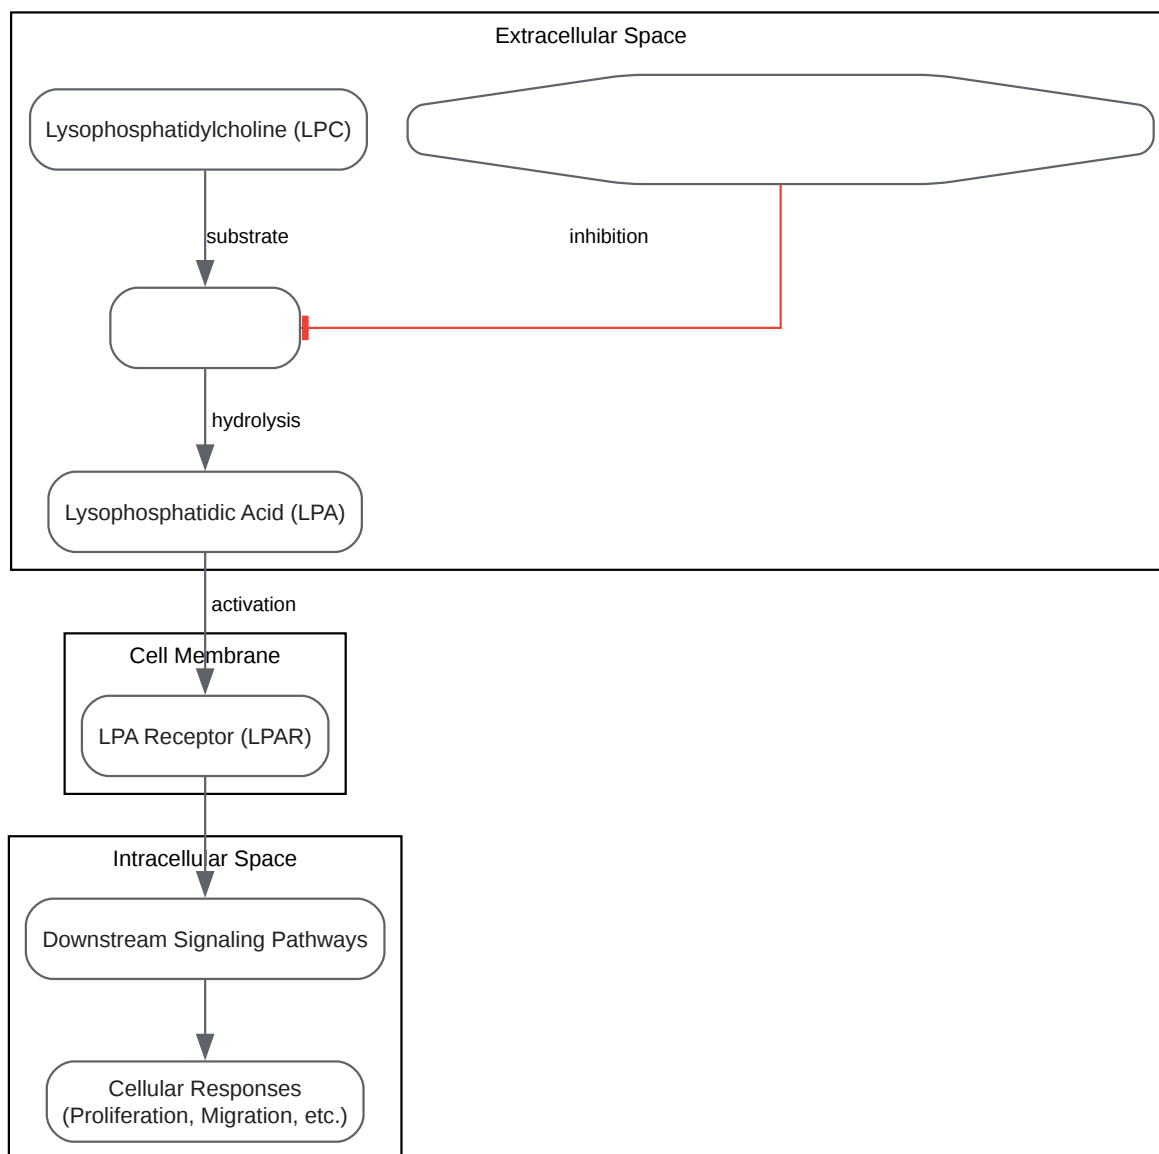 Extracellular Space
Lysophosphatidylcholine (LPC)
substrate
inhibition
hydrolysis
Lysophosphatidic Acid (LPA)
activation
Cell Membrane
LPA Receptor (LPAR)
Intracellular Space
Downstream Signaling Pathways
Cellular Responses
(Proliferation, Migration, etc.)